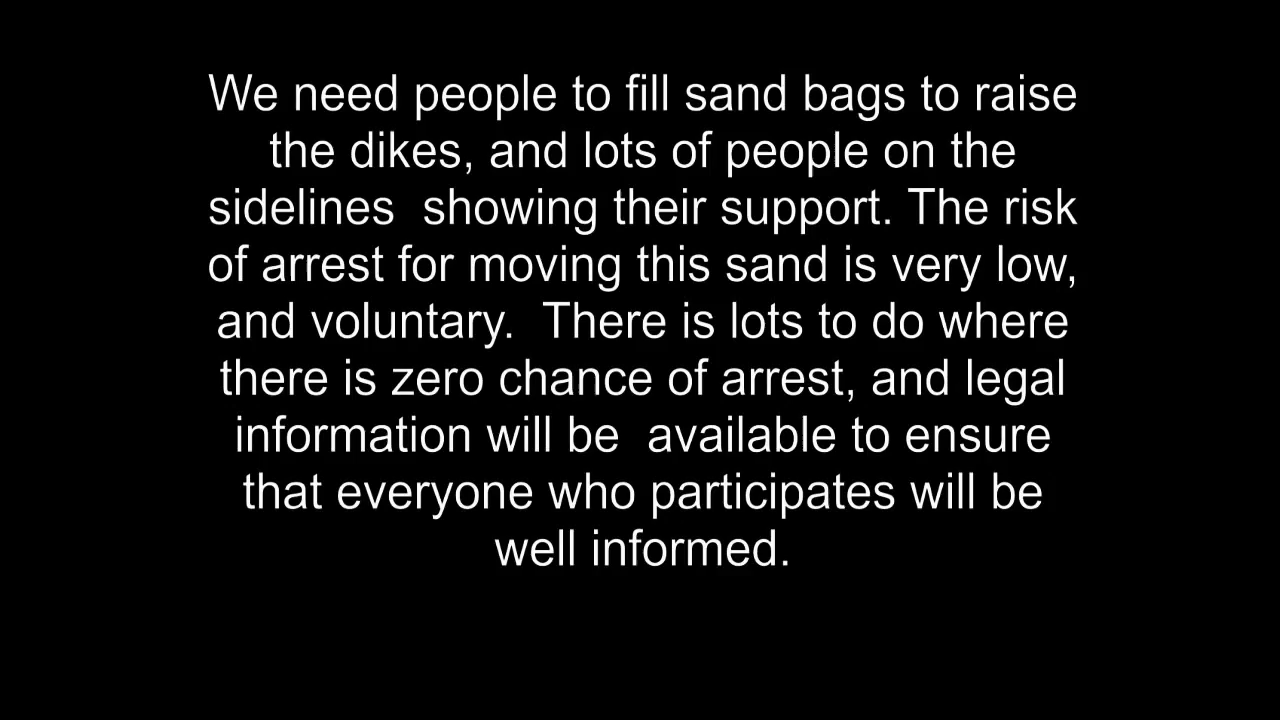 We need people to fill sand bags to raise
the dikes, and lots of people on the
sidelines  showing their support. The risk
of arrest for moving this sand is very low,
and voluntary.  There is lots to do where
there is zero chance of arrest, and legal
information will be  available to ensure
that everyone who participates will be
well informed.